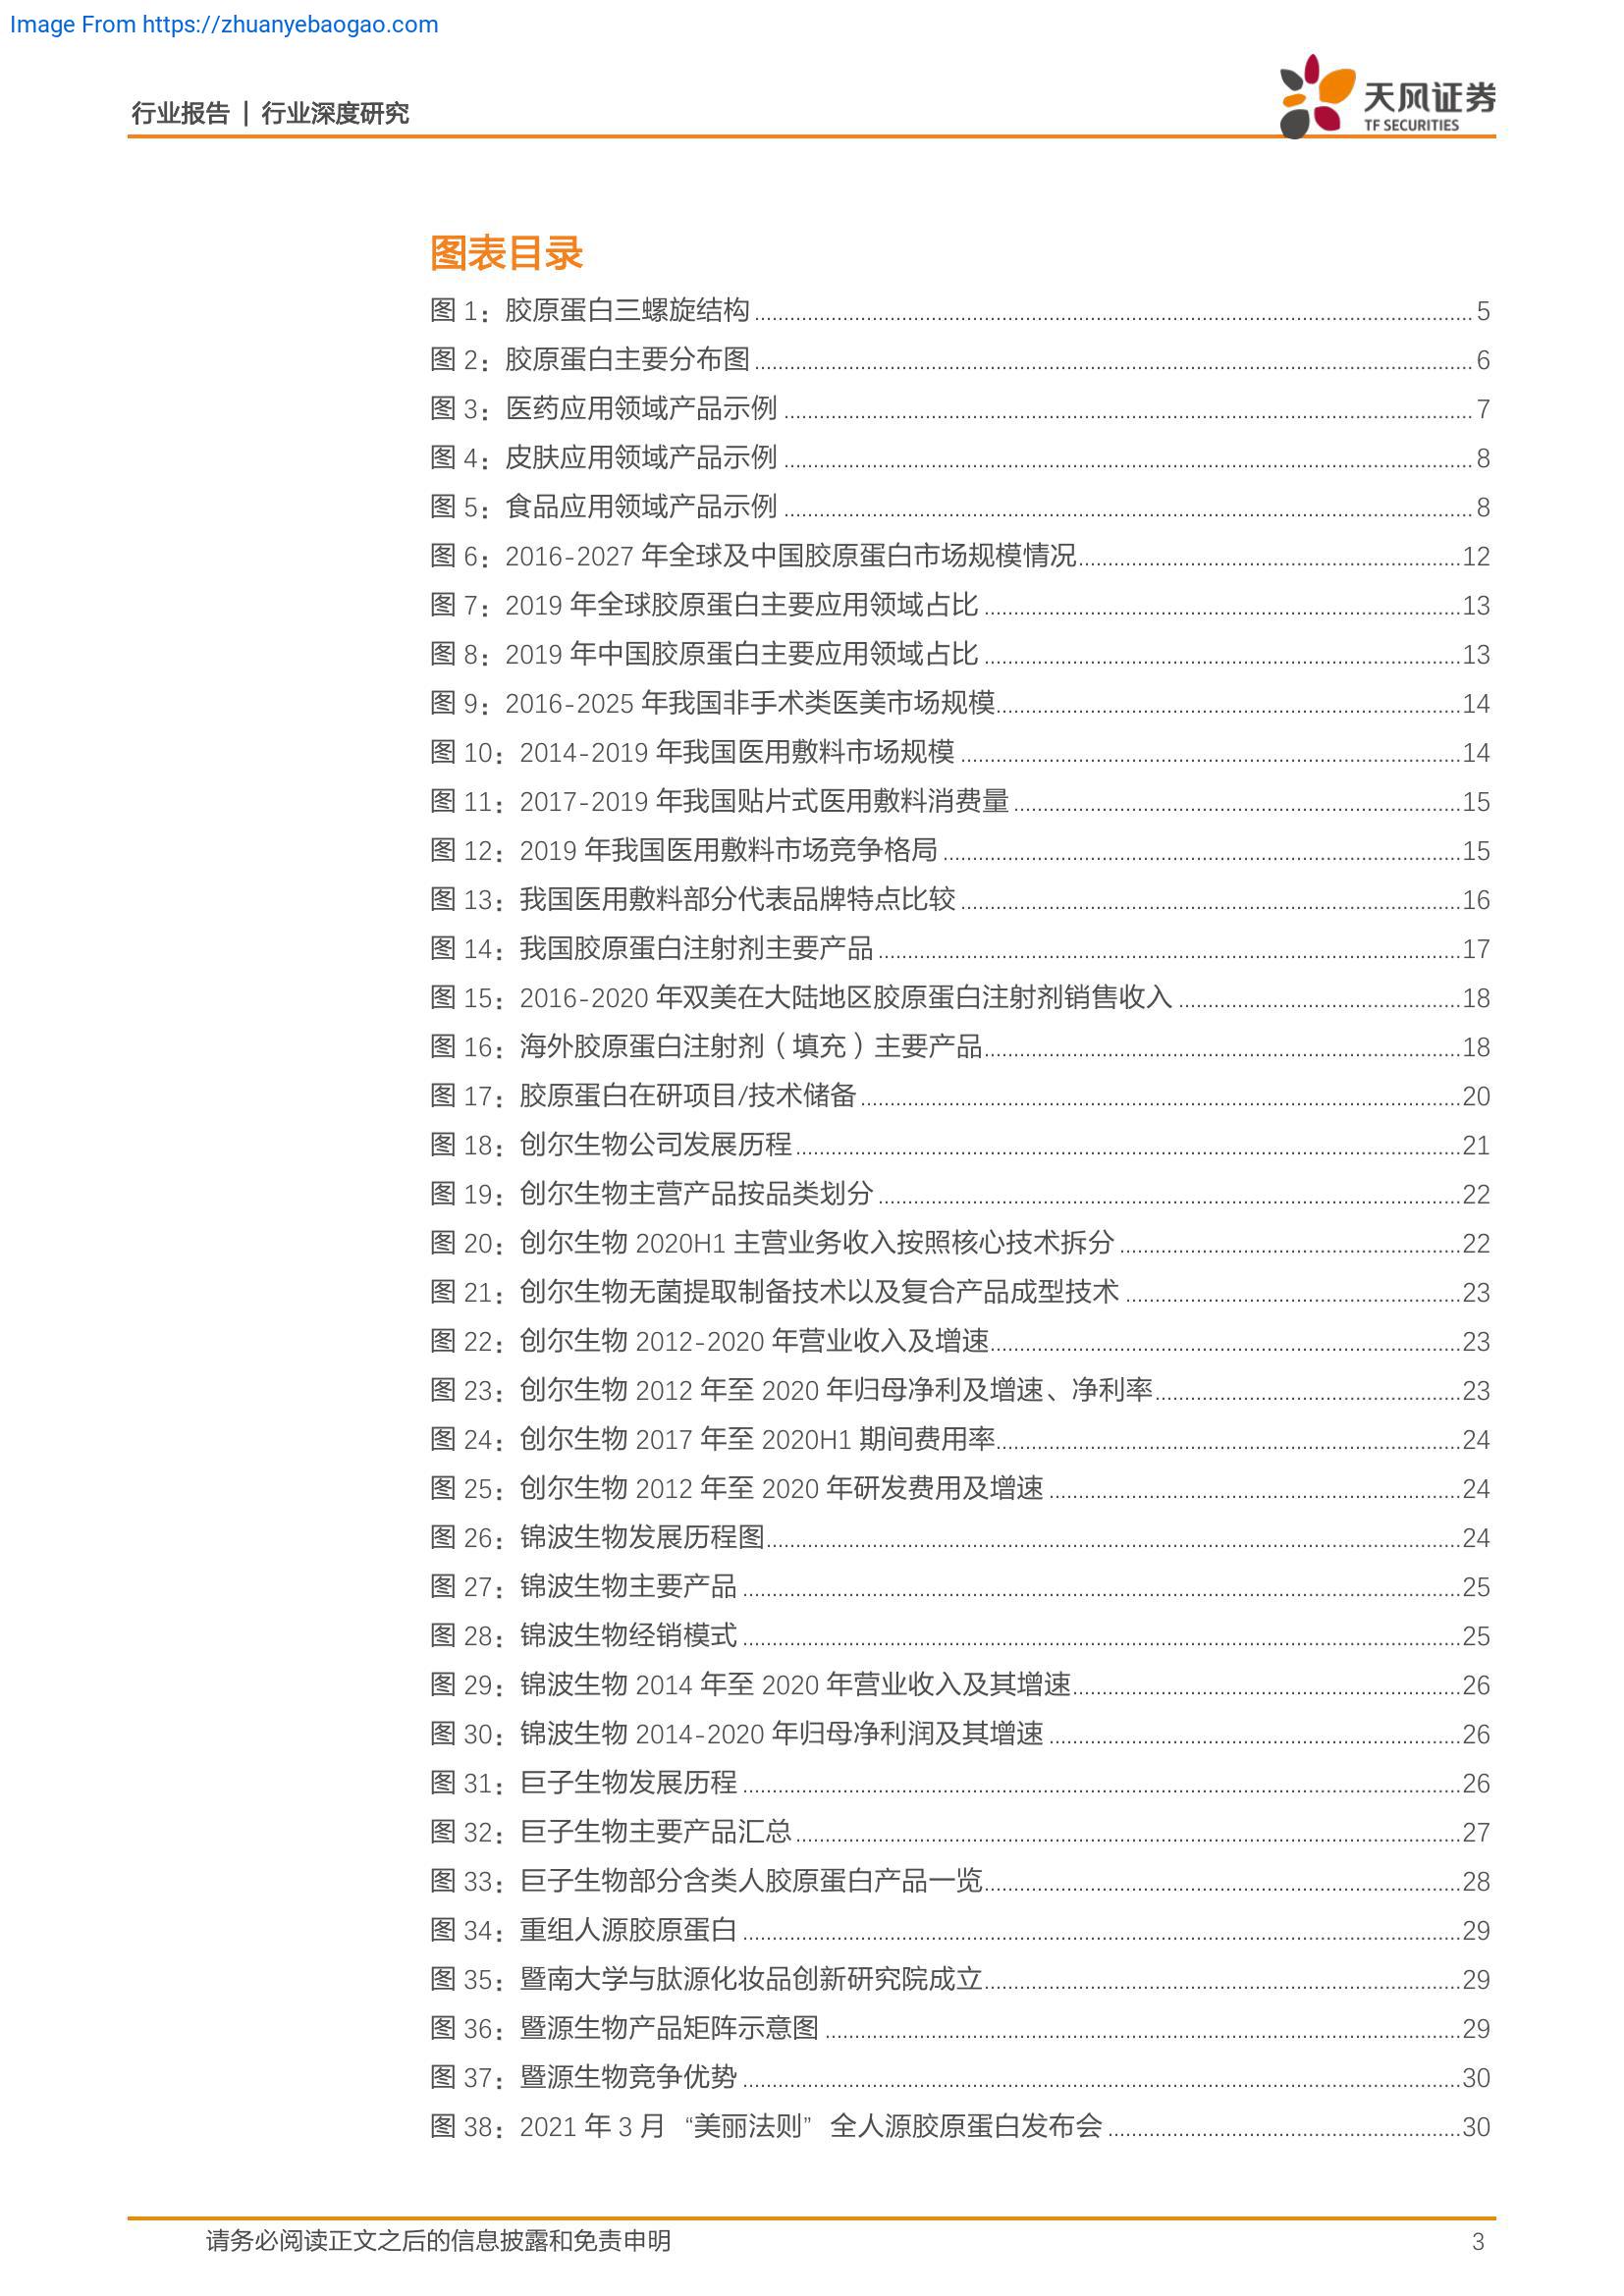 Image From https://zhuanyebaogao.com
行业报告 | 行业深度研究
天风证券
TF SECURITIES
图表目录
图 1：胶原蛋白三螺旋结构 5
图 2：胶原蛋白主要分布图 6
图 3：医药应用领域产品示例 7
图 4：皮肤应用领域产品示例 8
图 5：食品应用领域产品示例 8
图 6：2016-2027 年全球及中国胶原蛋白市场规模情况 12
图 7：2019 年全球胶原蛋白主要应用领域占比 13
图 8：2019 年中国胶原蛋白主要应用领域占比 13
图 9：2016-2025 年我国非手术类医美市场规模 14
图 10：2014-2019 年我国医用敷料市场规模 14
图 11：2017-2019 年我国贴片式医用敷料消费量 15
图 12：2019 年我国医用敷料市场竞争格局 15
图 13：我国医用敷料部分代表品牌特点比较 16
图 14：我国胶原蛋白注射剂主要产品 17
图 15：2016-2020 年双美在大陆地区胶原蛋白注射剂销售收入 18
图 16：海外胶原蛋白注射剂（填充）主要产品 18
图 17：胶原蛋白在研项目/技术储备 20
图 18：创尔生物公司发展历程 21
图 19：创尔生物主营产品按品类划分 22
图 20：创尔生物 2020H1 主营业务收入按照核心技术拆分 22
图 21：创尔生物无菌提取制备技术以及复合产品成型技术 23
图 22：创尔生物 2012-2020 年营业收入及增速 23
图 23：创尔生物 2012 年至 2020 年归母净利及增速、净利率 23
图 24：创尔生物 2017 年至 2020H1 期间费用率 24
图 25：创尔生物 2012 年至 2020 年研发费用及增速 24
图 26：锦波生物发展历程图 24
图 27：锦波生物主要产品 25
图 28：锦波生物经销模式 25
图 29：锦波生物 2014 年至 2020 年营业收入及其增速 26
图 30：锦波生物 2014-2020 年归母净利润及其增速 26
图 31：巨子生物发展历程 26
图 32：巨子生物主要产品汇总 27
图 33：巨子生物部分含类人胶原蛋白产品一览 28
图 34：重组人源胶原蛋白 29
图 35：暨南大学与肽源化妆品创新研究院成立 29
图 36：暨源生物产品矩阵示意图 29
图 37：暨源生物竞争优势 30
图 38：2021 年 3 月 “美丽法则” 全人源胶原蛋白发布会 30
请务必阅读正文之后的信息披露和免责申明 3